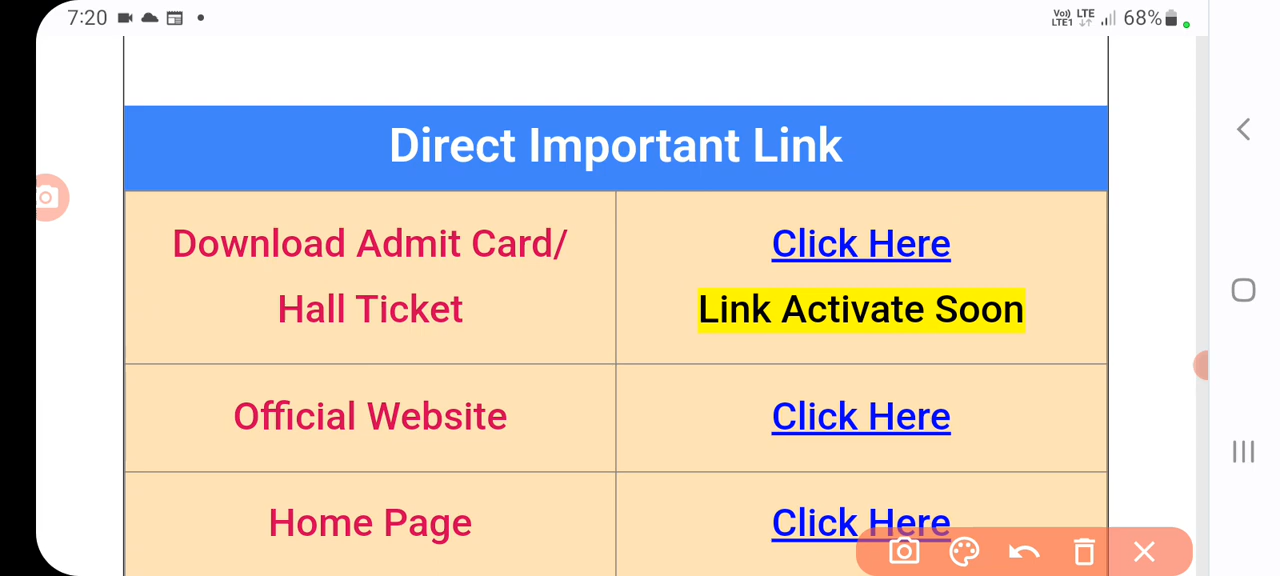 7:20
Vo) LTE
LTE1
68%
Direct Important Link
Download Admit Card/
Hall Ticket
Click Here
Link Activate Soon
Official Website
Click Here
Home Page
Click Here